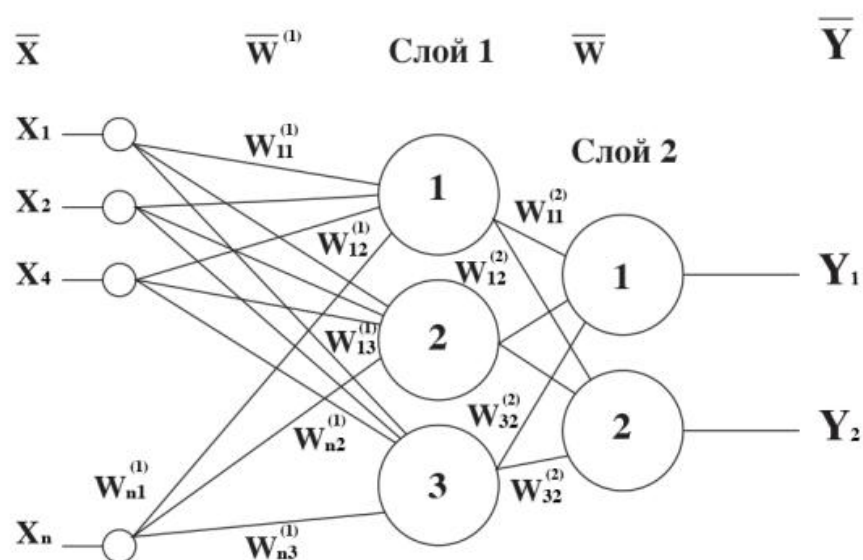 X̅ W̅⁽¹⁾ Слой 1 W̅ Y̅
X₁ W₁₁⁽¹⁾
Слой 2
X₂ 1 W₁₁⁽²⁾
X₄ W₁₂⁽¹⁾ W₁₂⁽²⁾ 1 Y₁
W₁₃⁽¹⁾ 2
W₃₂⁽²⁾ 2 Y₂
Wₙ₂⁽¹⁾
Wₙ₁⁽¹⁾ 3 W₃₂⁽²⁾
Xₙ Wₙ₃⁽¹⁾